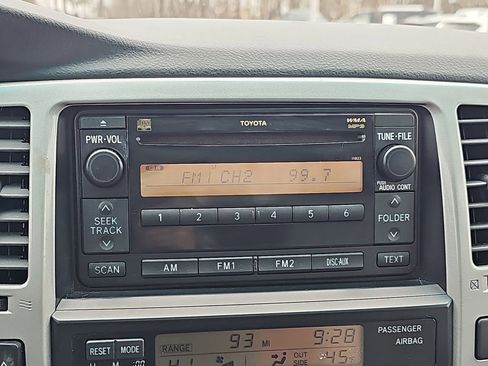 TOYOTA
WMA
MP3
PWR•VOL
TUNE•FILE
11823
FM1 CH2 99.7
PUSH
AUDIO CONT
SEEK
TRACK
1 2 3 4 5 6
FOLDER
SCAN
AM FM1 FM2 DISC•AUX
TEXT
PASSENGER
AIRBAG
RANGE 93 MI 9:28
RESET MODE
OUT
SIDE 45
H M :00